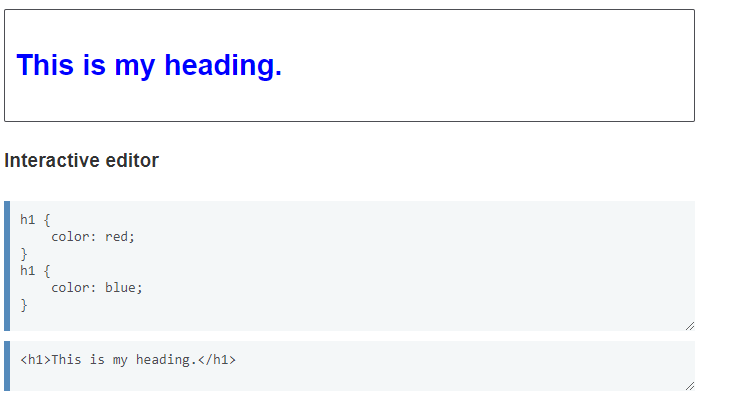 This is my heading.
Interactive editor
h1 {
    color: red;
}
h1 {
    color: blue;
}
<h1>This is my heading.</h1>